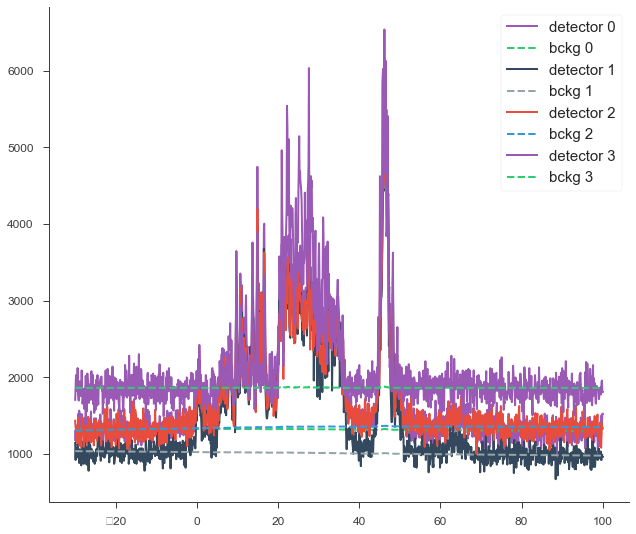 detector 0
bckg 0
detector 1
bckg 1
detector 2
bckg 2
detector 3
bckg 3
6000
5000
4000
3000
2000
1000
□20 0 20 40 60 80 100